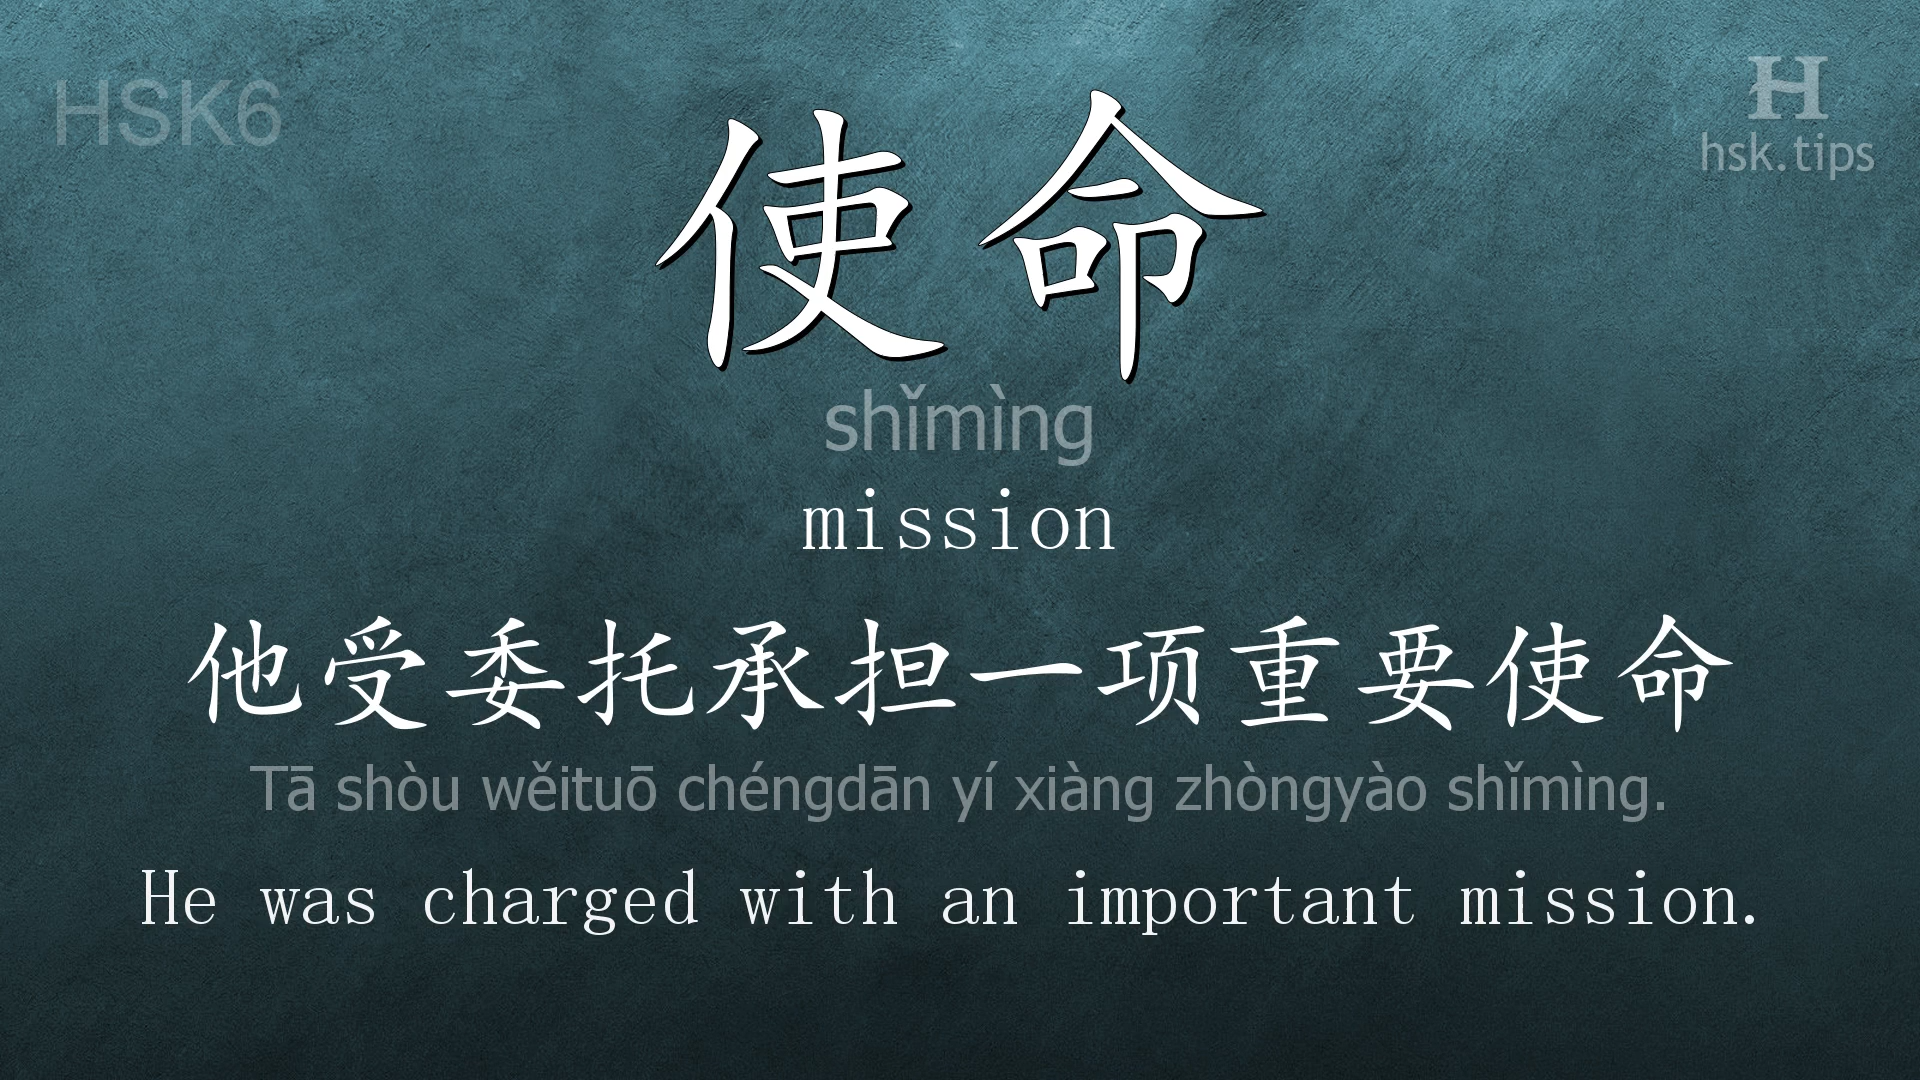 HSK6
H
hsk.tips
使命
shǐmìng
mission
他受委托承担一项重要使命
Tā shòu wěituō chéngdān yí xiàng zhòngyào shǐmìng.
He was charged with an important mission.